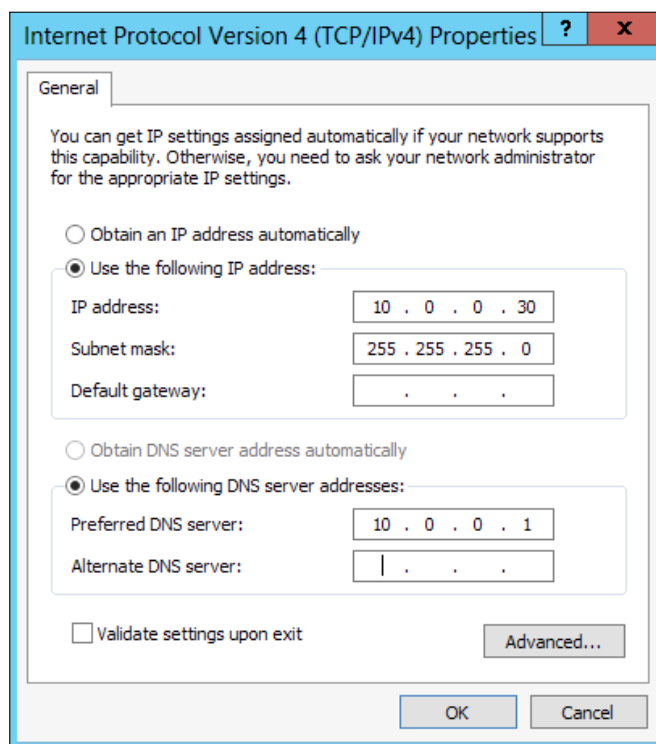 Internet Protocol Version 4 (TCP/IPv4) Properties ? x
General
You can get IP settings assigned automatically if your network supports
this capability. Otherwise, you need to ask your network administrator
for the appropriate IP settings.
Obtain an IP address automatically
Use the following IP address:
IP address: 10 . 0 . 0 . 30
Subnet mask: 255 . 255 . 255 . 0
Default gateway: . . .
Obtain DNS server address automatically
Use the following DNS server addresses:
Preferred DNS server: 10 . 0 . 0 . 1
Alternate DNS server: . . .
Validate settings upon exit
Advanced...
OK Cancel